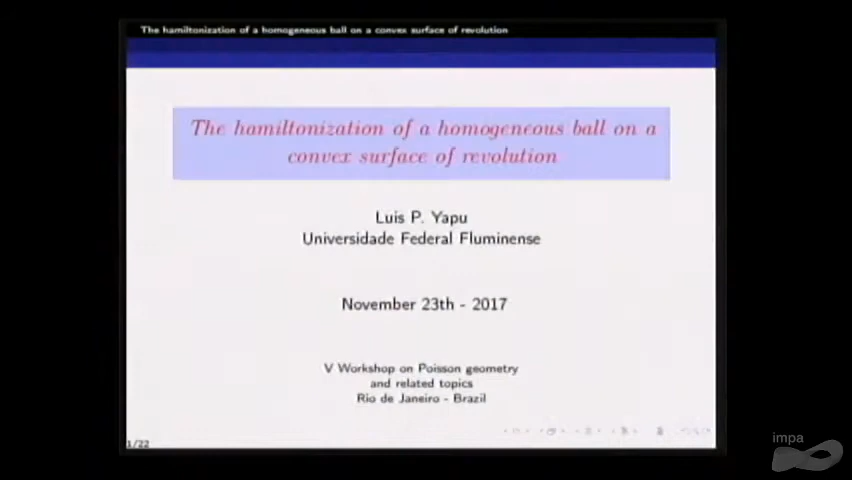 The hamiltonization of a homogeneous ball on a convex surface of revolution
The hamiltonization of a homogeneous ball on a
convex surface of revolution
Luis P. Yapu
Universidade Federal Fluminense
November 23th - 2017
V Workshop on Poisson geometry
and related topics
Rio de Janeiro - Brazil
1/22
impa